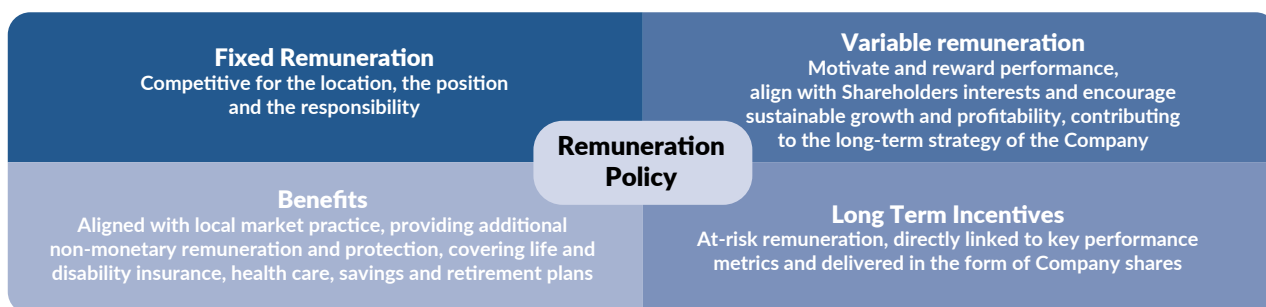 Fixed Remuneration
Competitive for the location, the position
and the responsibility
Variable remuneration
Motivate and reward performance,
align with Shareholders interests and encourage
sustainable growth and profitability, contributing
to the long-term strategy of the Company
Remuneration
Policy
Benefits
Aligned with local market practice, providing additional
non-monetary remuneration and protection, covering life and
disability insurance, health care, savings and retirement plans
Long Term Incentives
At-risk remuneration, directly linked to key performance
metrics and delivered in the form of Company shares